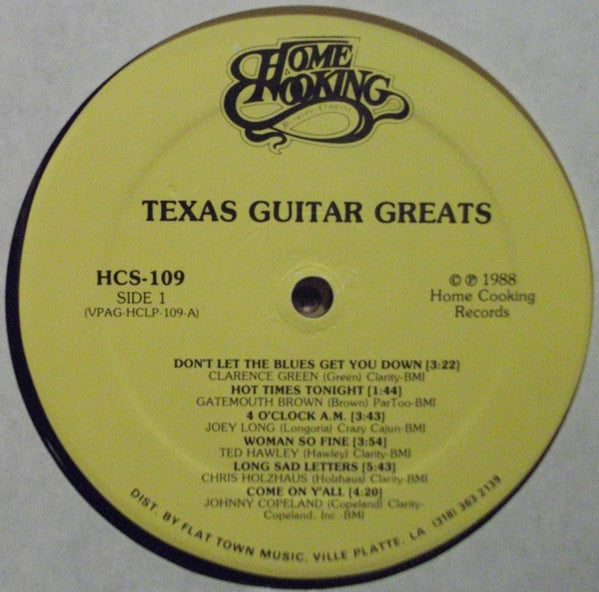 HOME
COOKING
TEXAS GUITAR GREATS
HCS-109
SIDE 1
(VPAG-HCLP-109-A)
© ℗ 1988
Home Cooking
Records
DON'T LET THE BLUES GET YOU DOWN [3:22]
CLARENCE GREEN (Green) Clarity-BMI
HOT TIMES TONIGHT [1:44]
GATEMOUTH BROWN (Brown) ParToo-BMI
4 O'CLOCK A.M. [3:43]
JOEY LONG (Longoria) Crazy Cajun-BMI
WOMAN SO FINE [3:54]
TED HAWLEY (Hawley) Clarity-BMI
LONG SAD LETTERS [5:43]
CHRIS HOLZHAUS (Holzhaus) Clarity-BMI
COME ON Y'ALL [4:20]
JOHNNY COPELAND (Copeland) Clarity-
Copeland, Inc.-BMI
DIST. BY FLAT TOWN MUSIC, VILLE PLATTE, LA (318) 363-2139